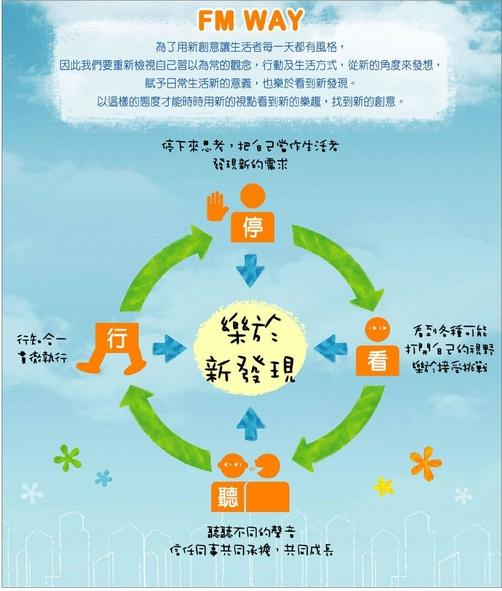 FM WAY
為了用新創意讓生活者每一天都有風格，
因此我們要重新檢視自己習以為常的觀念，行動及生活方式，從新的角度來發想，
賦予日常生活新的意義，也樂於看到新發現。
以這樣的態度才能時時用新的視點看到新的樂趣，找到新的創意。
停下來思考，把自己當作生活者
發現新的需求
停
行知合一
貫徹執行
行
樂於
新發現
看
看到各種可能
打開自己的視野
樂於接受挑戰
聽
聽聽不同的聲音
信任同事共同承擔，共同成長